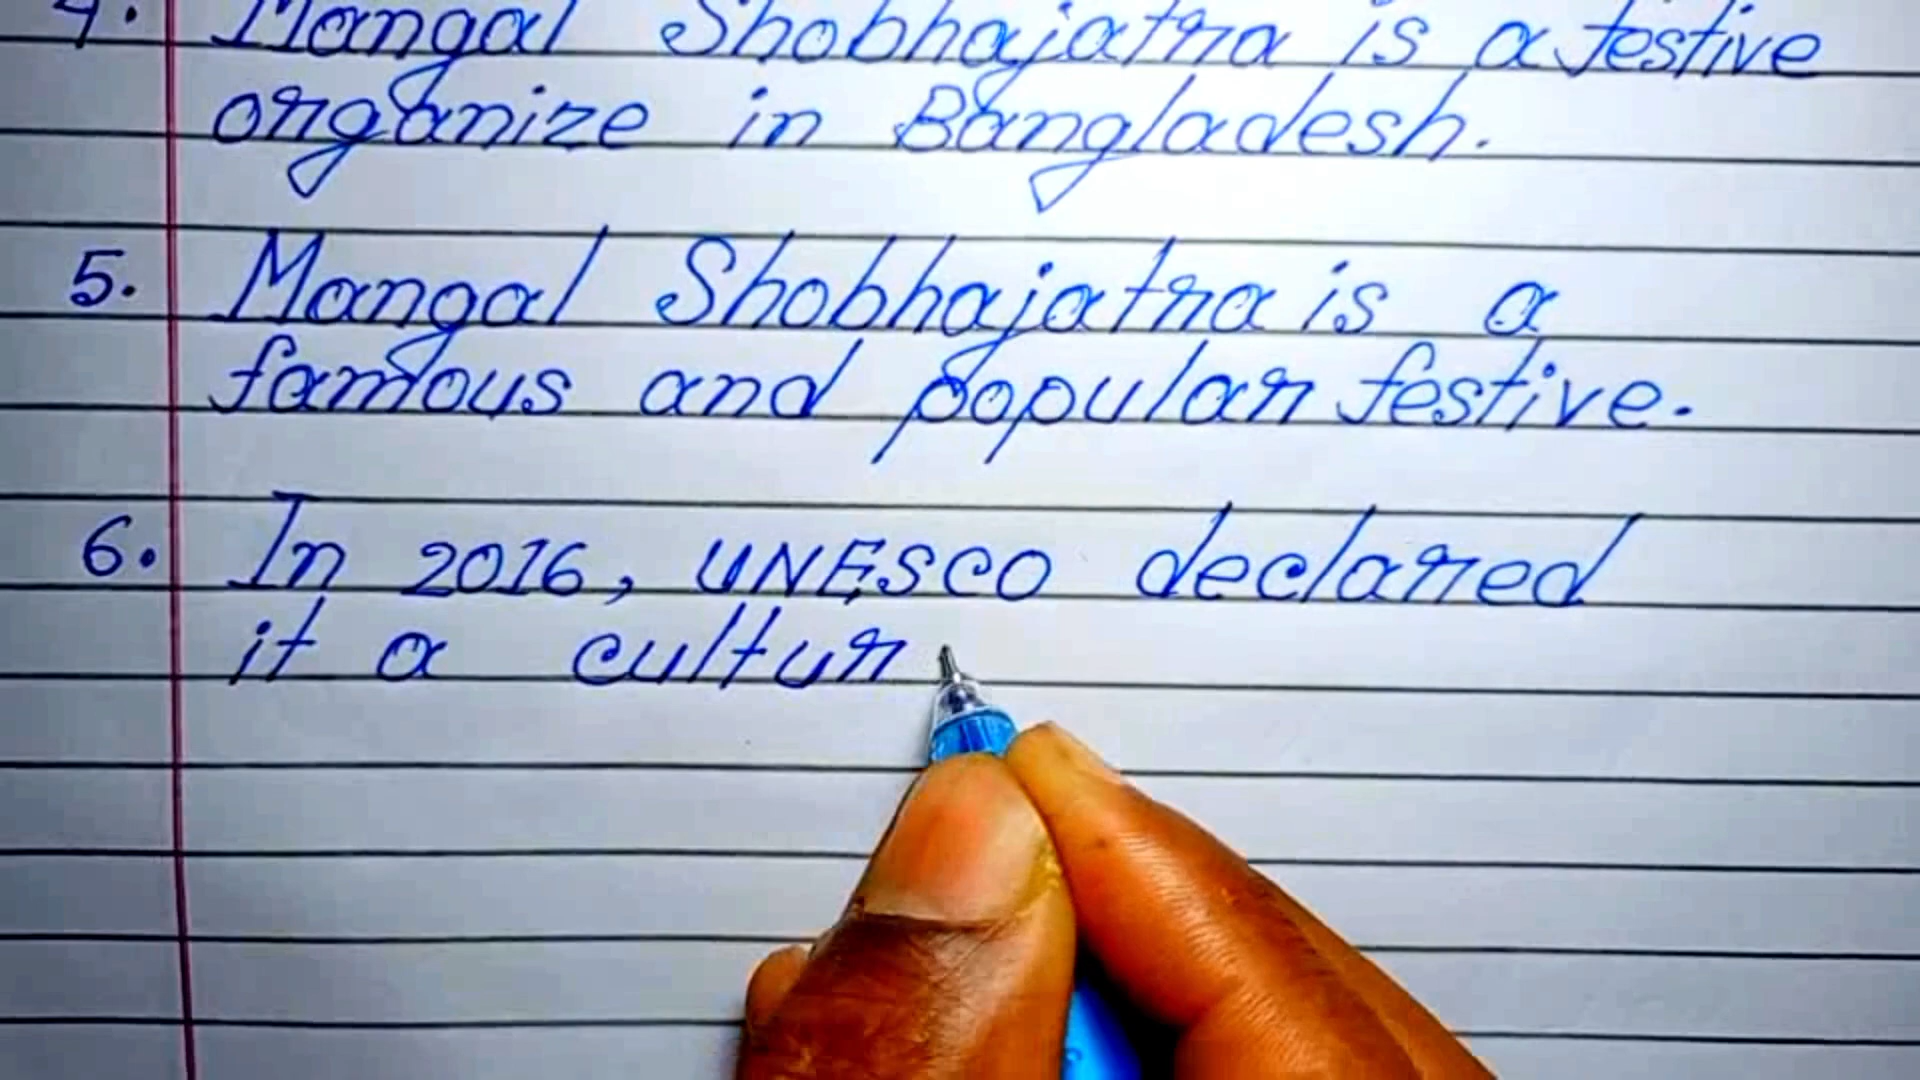 4. Mangal Shobhajatra is a festive
organize in Bangladesh.
5. Mangal Shobhajatra is a
famous and popular festive.
6. In 2016, UNESCO declared
it a cultur